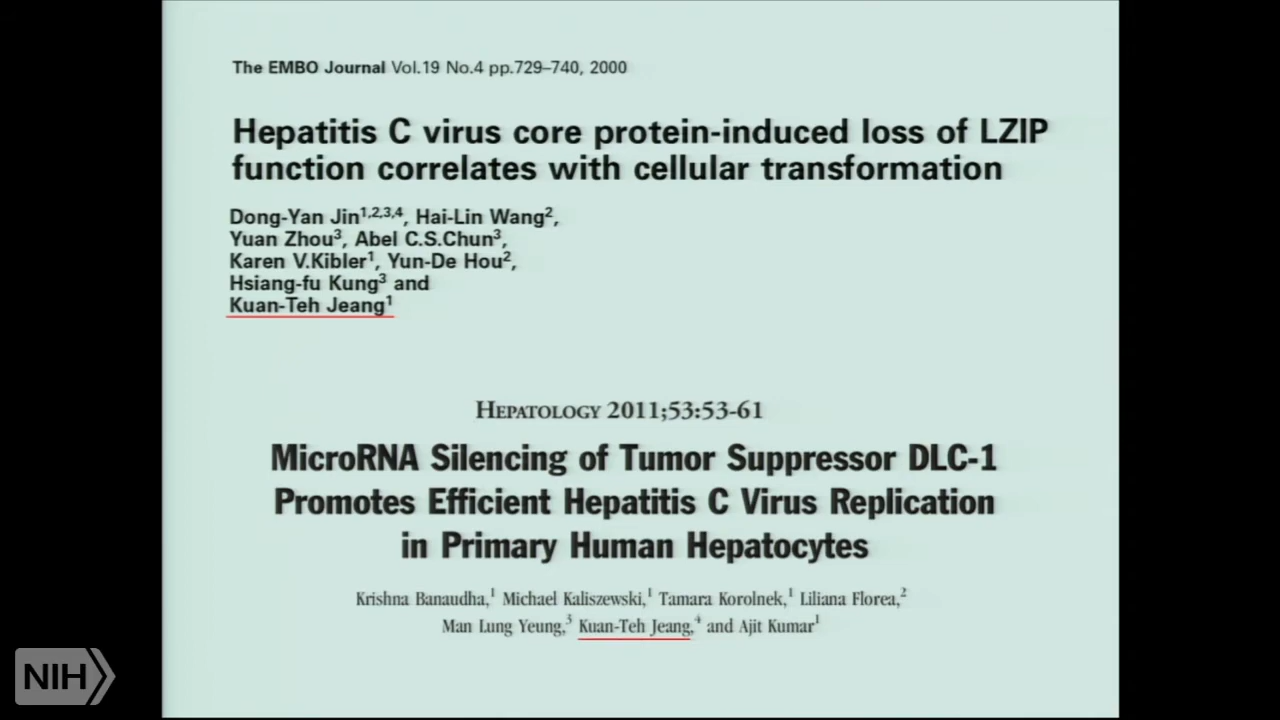 The EMBO Journal Vol.19 No.4 pp.729–740, 2000
Hepatitis C virus core protein-induced loss of LZIP
function correlates with cellular transformation
Dong-Yan Jin1,2,3,4, Hai-Lin Wang2,
Yuan Zhou3, Abel C.S.Chun3,
Karen V.Kibler1, Yun-De Hou2,
Hsiang-fu Kung3 and
Kuan-Teh Jeang1
HEPATOLOGY 2011;53:53-61
MicroRNA Silencing of Tumor Suppressor DLC-1
Promotes Efficient Hepatitis C Virus Replication
in Primary Human Hepatocytes
Krishna Banaudha,1 Michael Kaliszewski,1 Tamara Korolnek,1 Liliana Florea,2
Man Lung Yeung,3 Kuan-Teh Jeang,4 and Ajit Kumar1
NIH